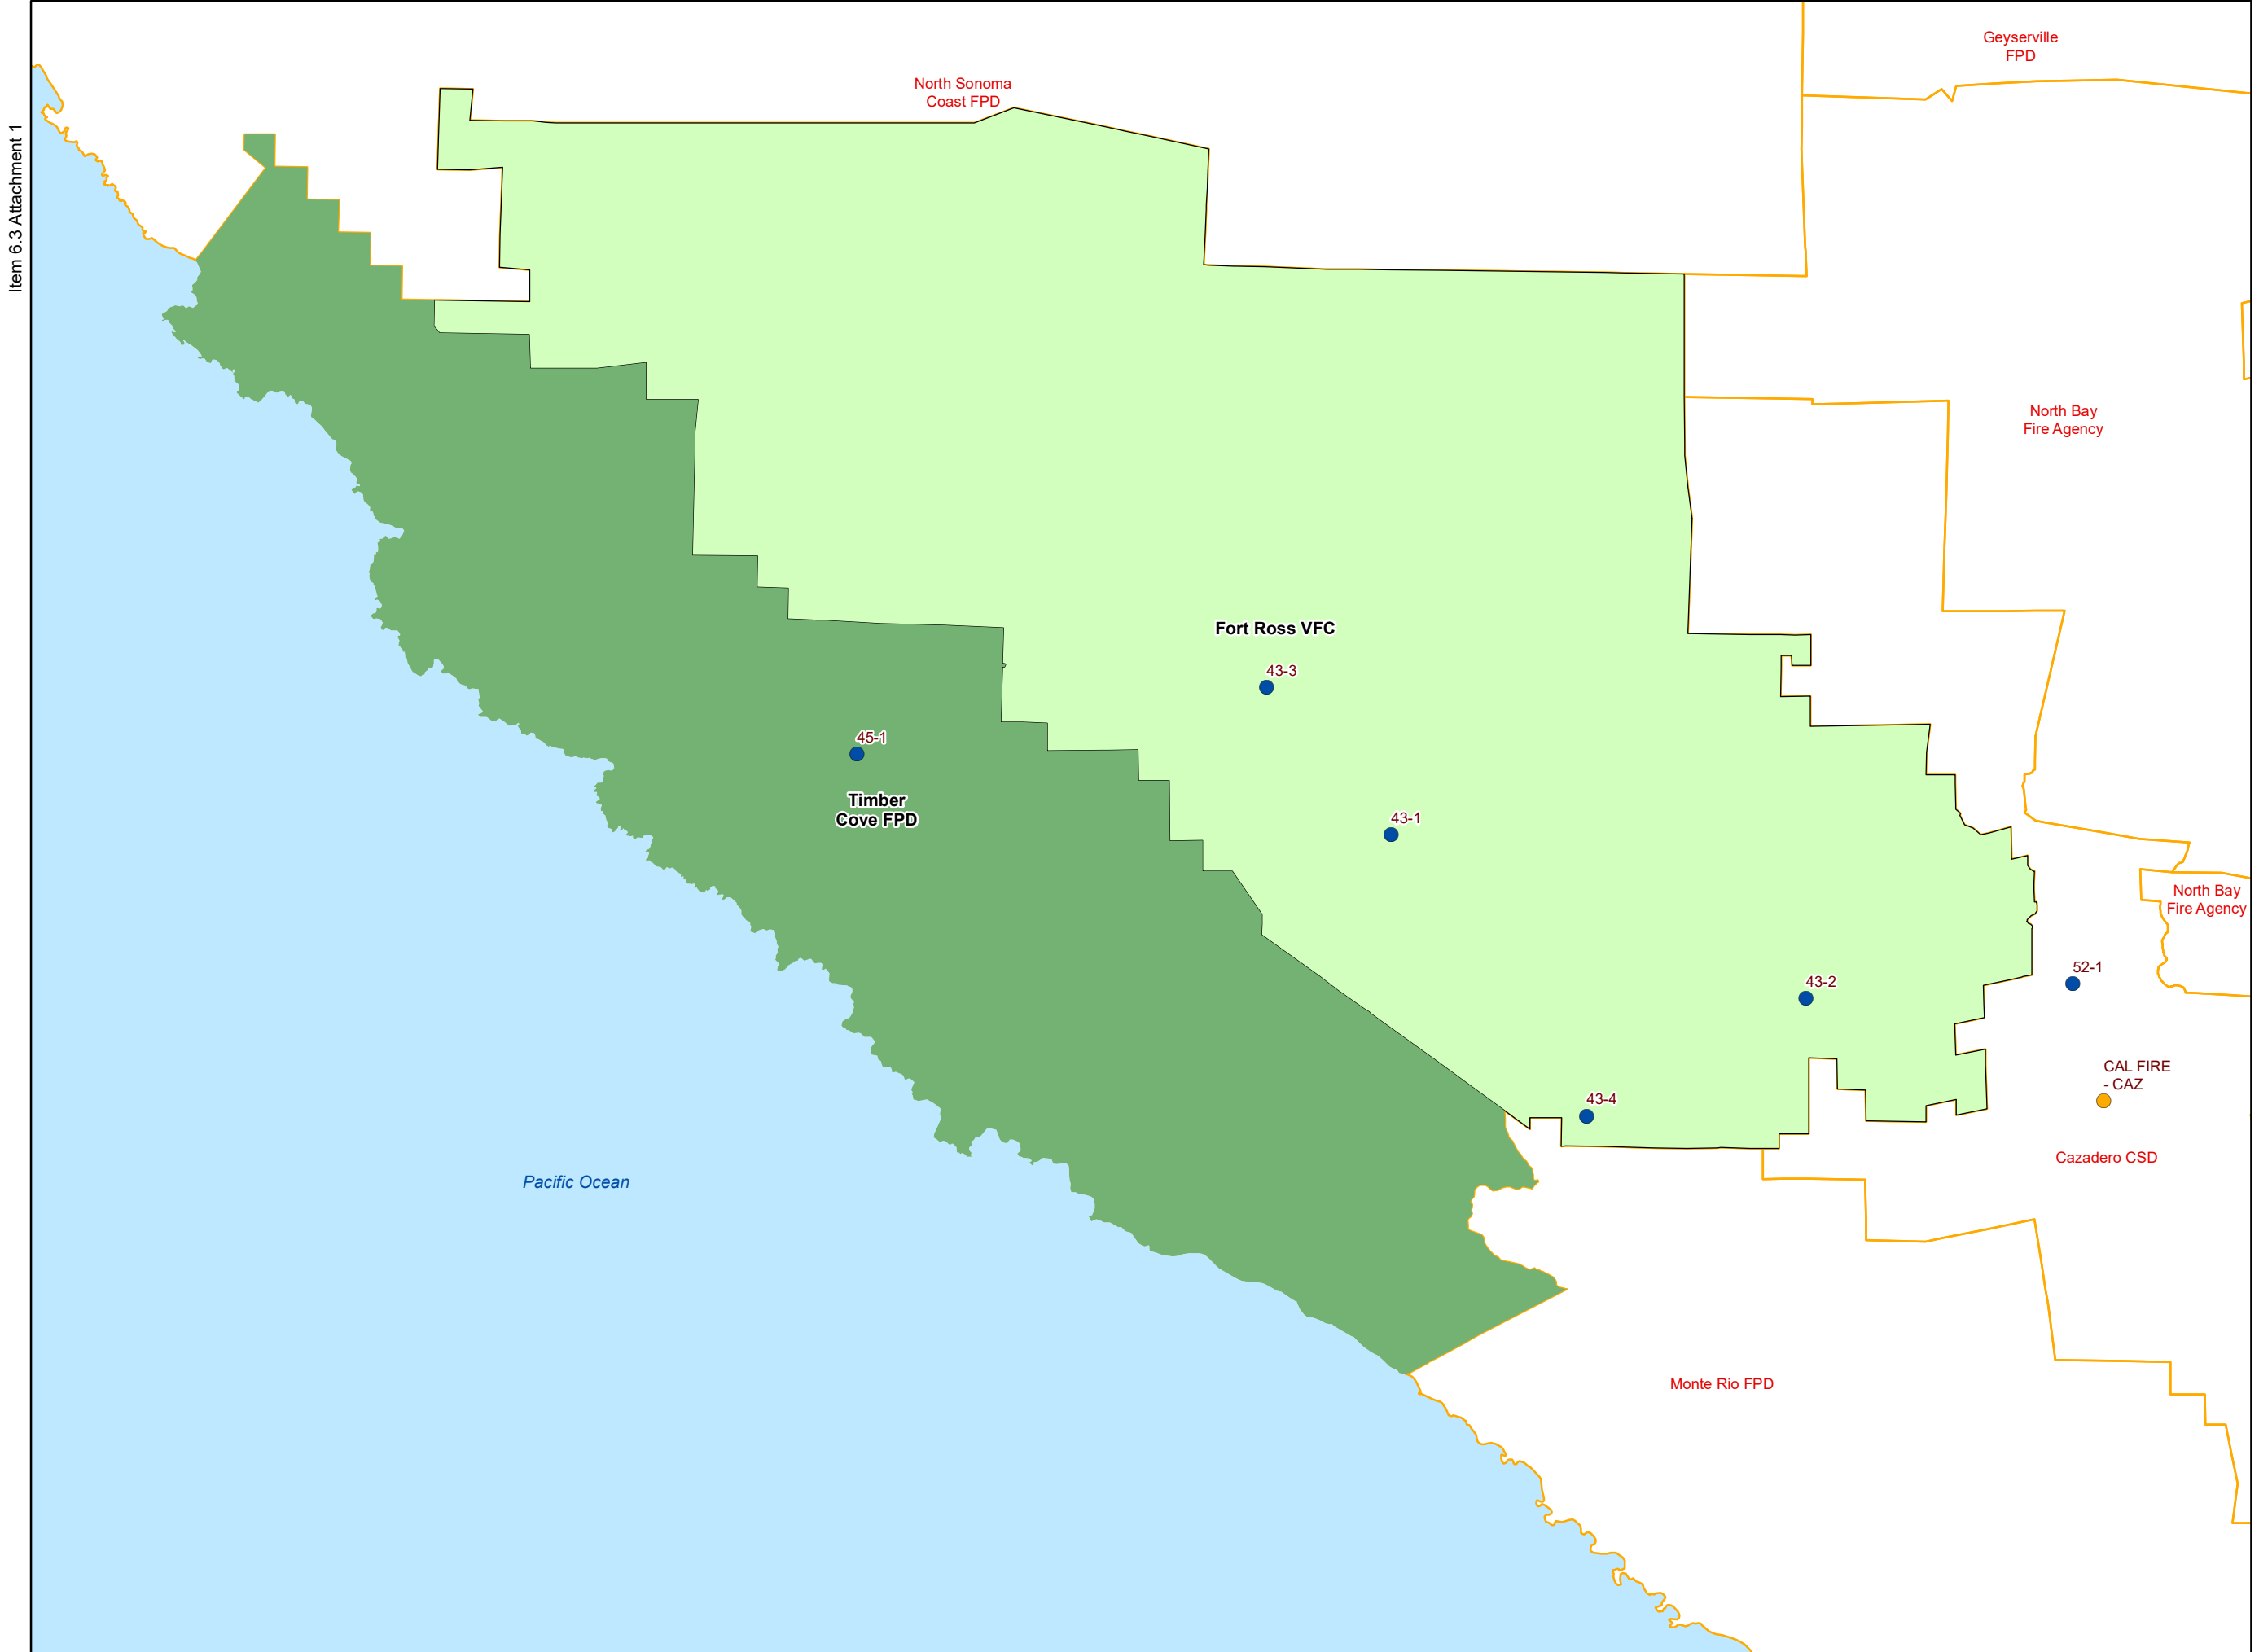 Item 6.3 Attachment 1
Geyserville
FPD
North Sonoma
Coast FPD
North Bay
Fire Agency
Fort Ross VFC
43-3
45-1
Timber
Cove FPD
43-1
North Bay
Fire Agency
52-1
43-2
CAL FIRE
- CAZ
43-4
Cazadero CSD
Pacific Ocean
Monte Rio FPD